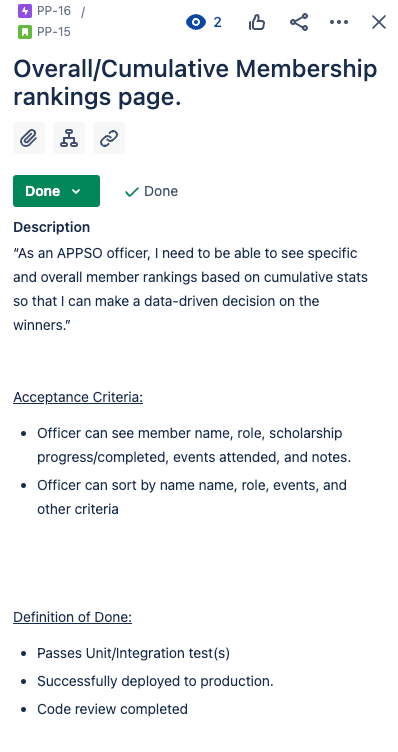 PP-16 /
PP-15
2
Overall/Cumulative Membership
rankings page.
Done
Done
Description
“As an APPSO officer, I need to be able to see specific
and overall member rankings based on cumulative stats
so that I can make a data-driven decision on the
winners.”
Acceptance Criteria:
• Officer can see member name, role, scholarship
progress/completed, events attended, and notes.
• Officer can sort by name name, role, events, and
other criteria
Definition of Done:
• Passes Unit/Integration test(s)
• Successfully deployed to production.
• Code review completed